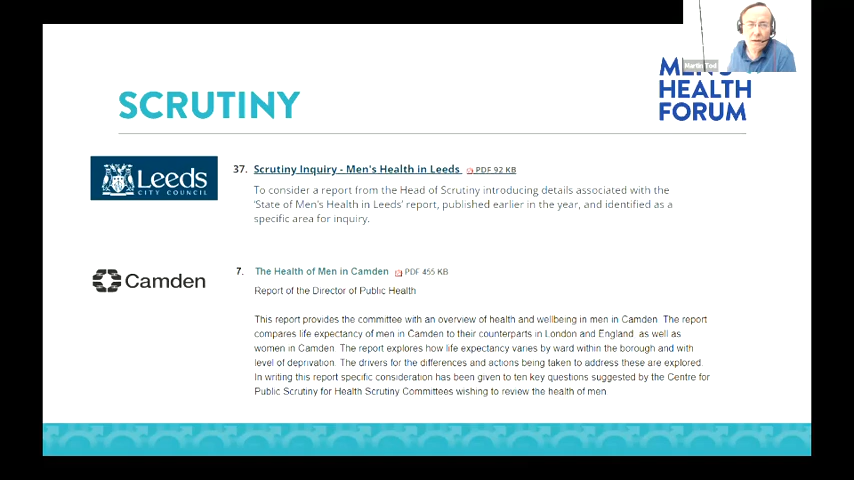 Martin Tod
MEN'S
HEALTH
FORUM
SCRUTINY
Leeds
CITY COUNCIL
37. Scrutiny Inquiry - Men's Health in Leeds PDF 92 KB
To consider a report from the Head of Scrutiny introducing details associated with the
'State of Men's Health in Leeds' report, published earlier in the year, and identified as a
specific area for inquiry.
Camden
7. The Health of Men in Camden PDF 455 KB
Report of the Director of Public Health
This report provides the committee with an overview of health and wellbeing in men in Camden. The report
compares life expectancy of men in Camden to their counterparts in London and England, as well as
women in Camden. The report explores how life expectancy varies by ward within the borough and with
level of deprivation. The drivers for the differences and actions being taken to address these are explored.
In writing this report specific consideration has been given to ten key questions suggested by the Centre for
Public Scrutiny for Health Scrutiny Committees wishing to review the health of men